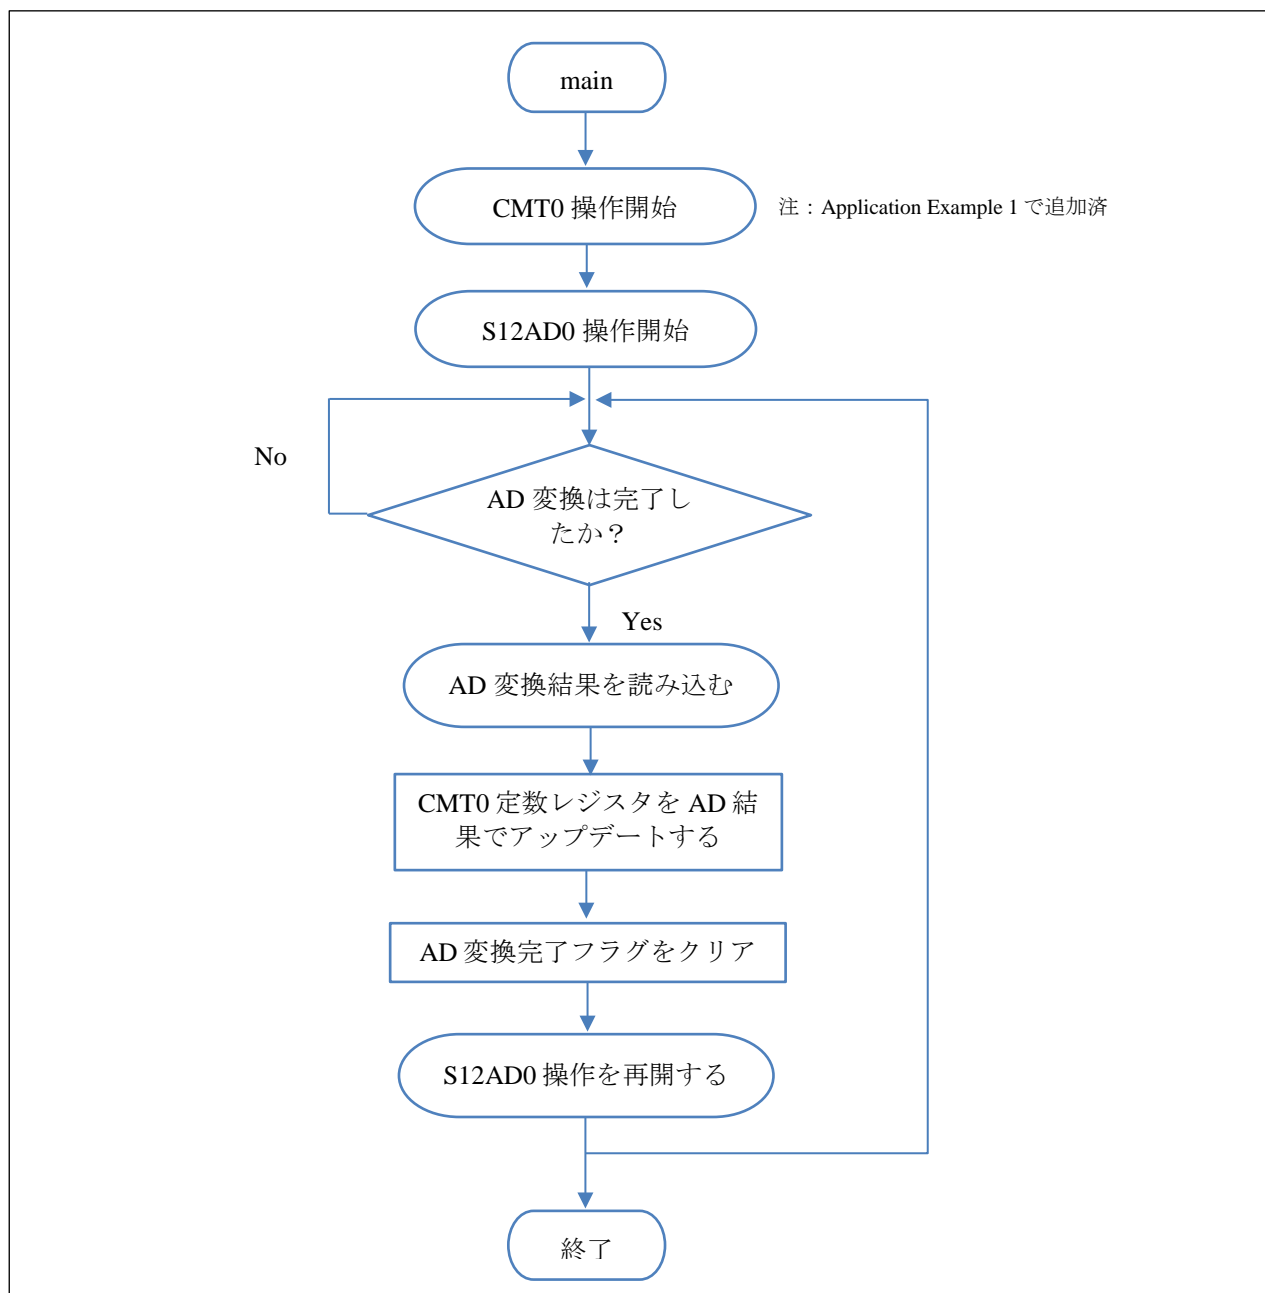 main
CMT0 操作開始
注：Application Example 1 で追加済
S12AD0 操作開始
No
AD 変換は完了し
たか？
Yes
AD 変換結果を読み込む
CMT0 定数レジスタを AD 結
果でアップデートする
AD 変換完了フラグをクリア
S12AD0 操作を再開する
終了